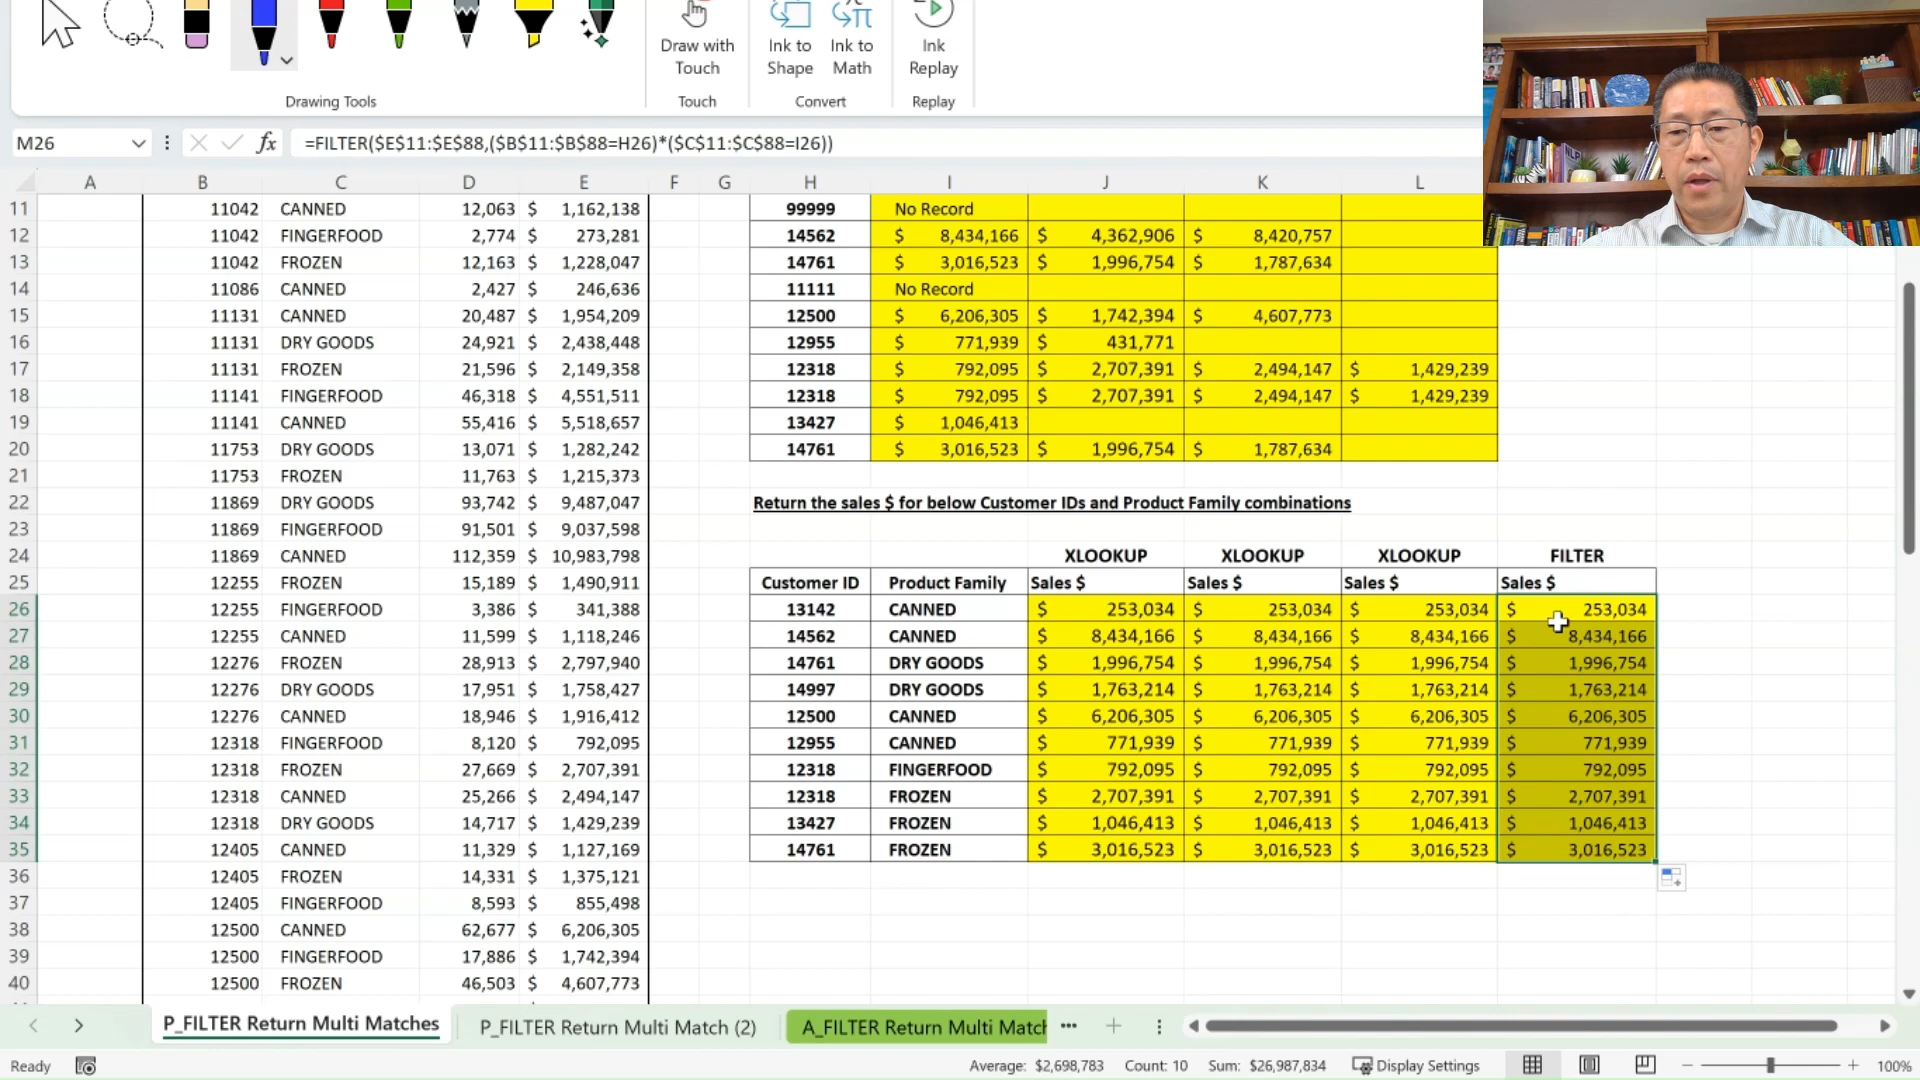 Draw with Touch
Ink to Shape
Ink to Math
Ink Replay
Drawing Tools
Touch
Convert
Replay
M26
fx
=FILTER($E$11:$E$88,($B$11:$B$88=H26)*($C$11:$C$88=I26))
A B C D E F G H I J K L
11 11042 CANNED 12,063 $ 1,162,138 99999 No Record
12 11042 FINGERFOOD 2,774 $ 273,281 14562 $ 8,434,166 $ 4,362,906 $ 8,420,757
13 11042 FROZEN 12,163 $ 1,228,047 14761 $ 3,016,523 $ 1,996,754 $ 1,787,634
14 11086 CANNED 2,427 $ 246,636 11111 No Record
15 11131 CANNED 20,487 $ 1,954,209 12500 $ 6,206,305 $ 1,742,394 $ 4,607,773
16 11131 DRY GOODS 24,921 $ 2,438,448 12955 $ 771,939 $ 431,771
17 11131 FROZEN 21,596 $ 2,149,358 12318 $ 792,095 $ 2,707,391 $ 2,494,147 $ 1,429,239
18 11141 FINGERFOOD 46,318 $ 4,551,511 12318 $ 792,095 $ 2,707,391 $ 2,494,147 $ 1,429,239
19 11141 CANNED 55,416 $ 5,518,657 13427 $ 1,046,413
20 11753 DRY GOODS 13,071 $ 1,282,242 14761 $ 3,016,523 $ 1,996,754 $ 1,787,634
21 11753 FROZEN 11,763 $ 1,215,373
22 11869 DRY GOODS 93,742 $ 9,487,047 Return the sales $ for below Customer IDs and Product Family combinations
23 11869 FINGERFOOD 91,501 $ 9,037,598
24 11869 CANNED 112,359 $ 10,983,798 XLOOKUP XLOOKUP XLOOKUP FILTER
25 12255 FROZEN 15,189 $ 1,490,911 Customer ID Product Family Sales $ Sales $ Sales $ Sales $
26 12255 FINGERFOOD 3,386 $ 341,388 13142 CANNED $ 253,034 $ 253,034 $ 253,034 $ 253,034
27 12255 CANNED 11,599 $ 1,118,246 14562 CANNED $ 8,434,166 $ 8,434,166 $ 8,434,166 $ 8,434,166
28 12276 FROZEN 28,913 $ 2,797,940 14761 DRY GOODS $ 1,996,754 $ 1,996,754 $ 1,996,754 $ 1,996,754
29 12276 DRY GOODS 17,951 $ 1,758,427 14997 DRY GOODS $ 1,763,214 $ 1,763,214 $ 1,763,214 $ 1,763,214
30 12276 CANNED 18,946 $ 1,916,412 12500 CANNED $ 6,206,305 $ 6,206,305 $ 6,206,305 $ 6,206,305
31 12318 FINGERFOOD 8,120 $ 792,095 12955 CANNED $ 771,939 $ 771,939 $ 771,939 $ 771,939
32 12318 FROZEN 27,669 $ 2,707,391 12318 FINGERFOOD $ 792,095 $ 792,095 $ 792,095 $ 792,095
33 12318 CANNED 25,266 $ 2,494,147 12318 FROZEN $ 2,707,391 $ 2,707,391 $ 2,707,391 $ 2,707,391
34 12318 DRY GOODS 14,717 $ 1,429,239 13427 FROZEN $ 1,046,413 $ 1,046,413 $ 1,046,413 $ 1,046,413
35 12405 CANNED 11,329 $ 1,127,169 14761 FROZEN $ 3,016,523 $ 3,016,523 $ 3,016,523 $ 3,016,523
36 12405 FROZEN 14,331 $ 1,375,121
37 12405 FINGERFOOD 8,593 $ 855,498
38 12500 CANNED 62,677 $ 6,206,305
39 12500 FINGERFOOD 17,886 $ 1,742,394
40 12500 FROZEN 46,503 $ 4,607,773
P_FILTER Return Multi Matches P_FILTER Return Multi Match (2) A_FILTER Return Multi Match
Ready Average: $2,698,783 Count: 10 Sum: $26,987,834 Display Settings 100%